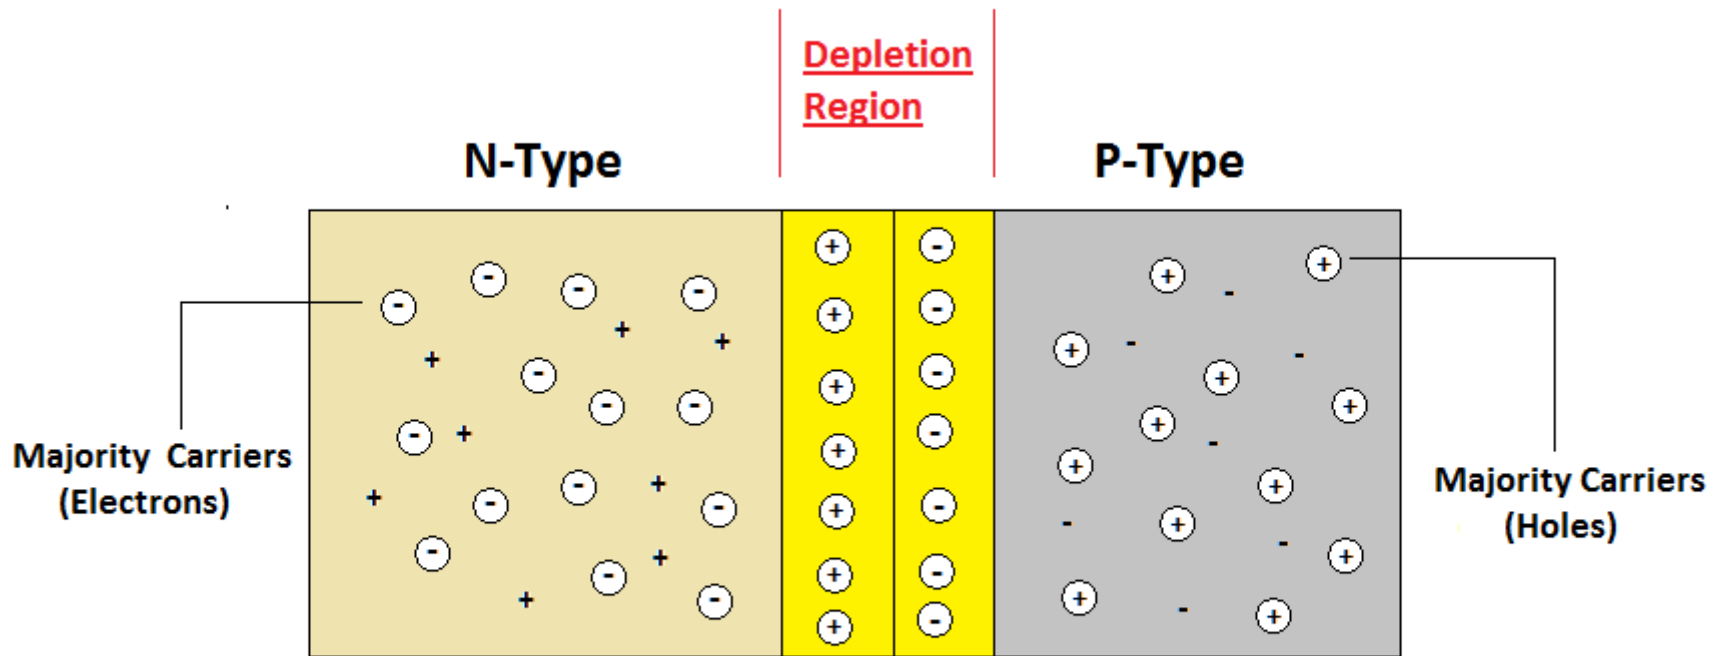 Depletion
Region
N-Type
P-Type
Majority Carriers
(Electrons)
Majority Carriers
(Holes)